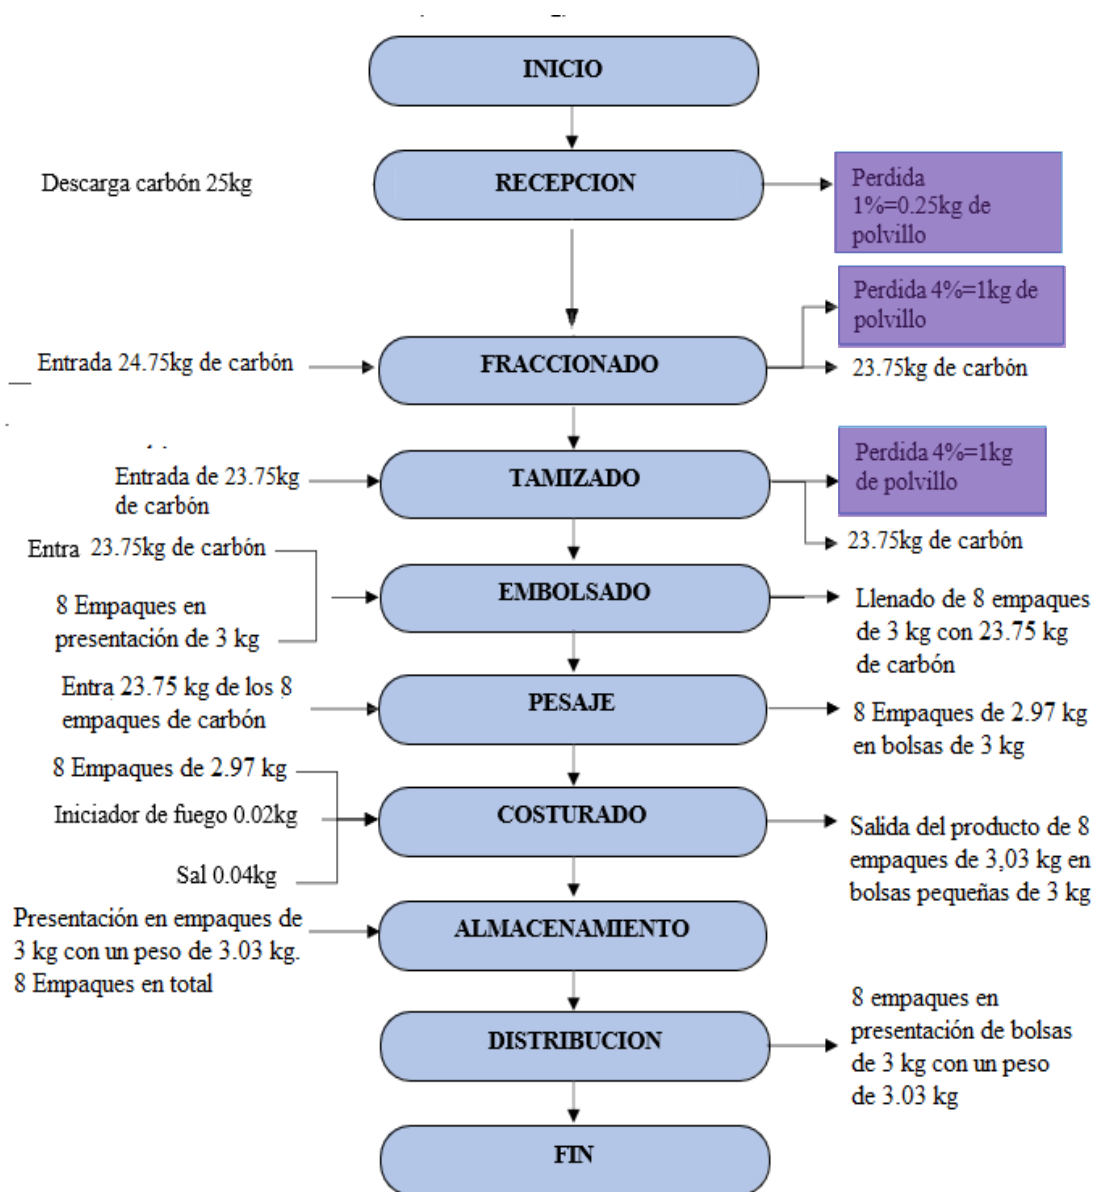 INICIO
Descarga carbón 25kg
RECEPCION
Perdida
1%=0.25kg de
polvillo
Perdida 4%=1kg de
polvillo
Entrada 24.75kg de carbón
FRACCIONADO
23.75kg de carbón
Entrada de 23.75kg
de carbón
TAMIZADO
Perdida 4%=1kg
de polvillo
23.75kg de carbón
Entra 23.75kg de carbón
8 Empaques en
presentación de 3 kg
EMBOLSADO
Llenado de 8 empaques
de 3 kg con 23.75 kg
de carbón
Entra 23.75 kg de los 8
empaques de carbón
PESAJE
8 Empaques de 2.97 kg
en bolsas de 3 kg
8 Empaques de 2.97 kg
Iniciador de fuego 0.02kg
Sal 0.04kg
COSTURADO
Salida del producto de 8
empaques de 3,03 kg en
bolsas pequeñas de 3 kg
Presentación en empaques de
3 kg con un peso de 3.03 kg.
8 Empaques en total
ALMACENAMIENTO
DISTRIBUCION
8 empaques en
presentación de bolsas
de 3 kg con un peso
de 3.03 kg
FIN